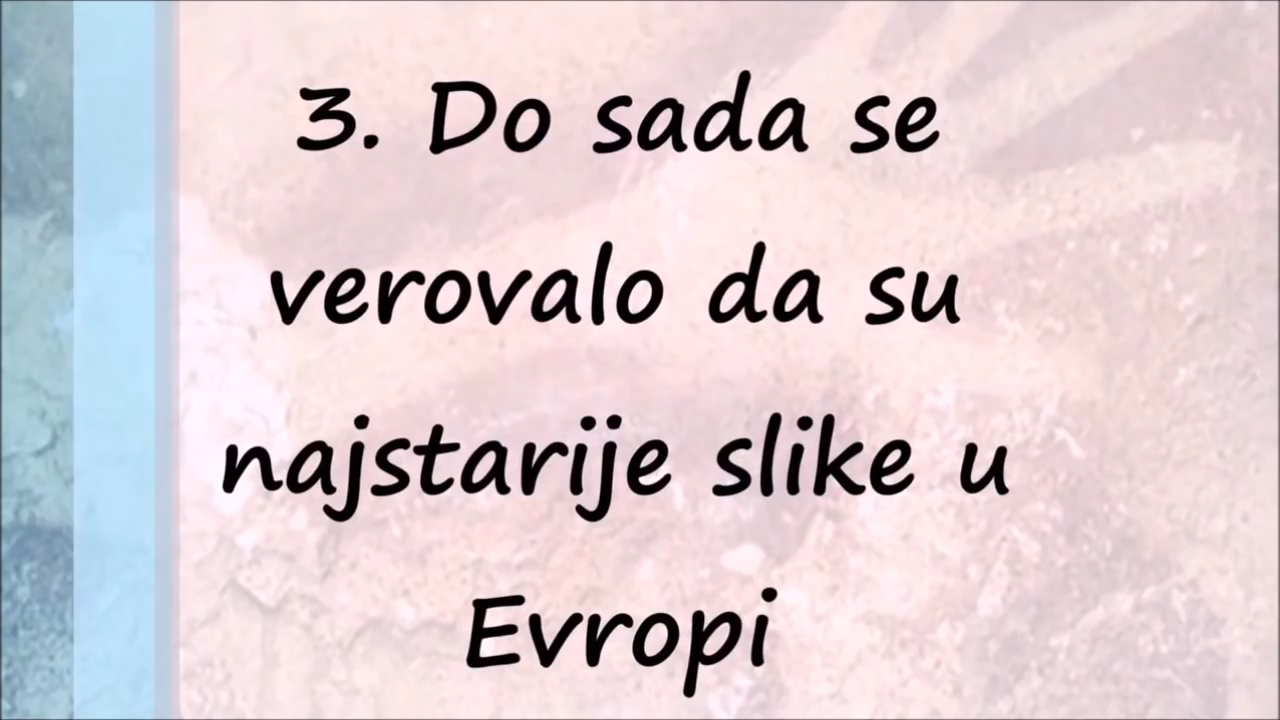 3. Do sada se
verovalo da su
najstarije slike u
Evropi